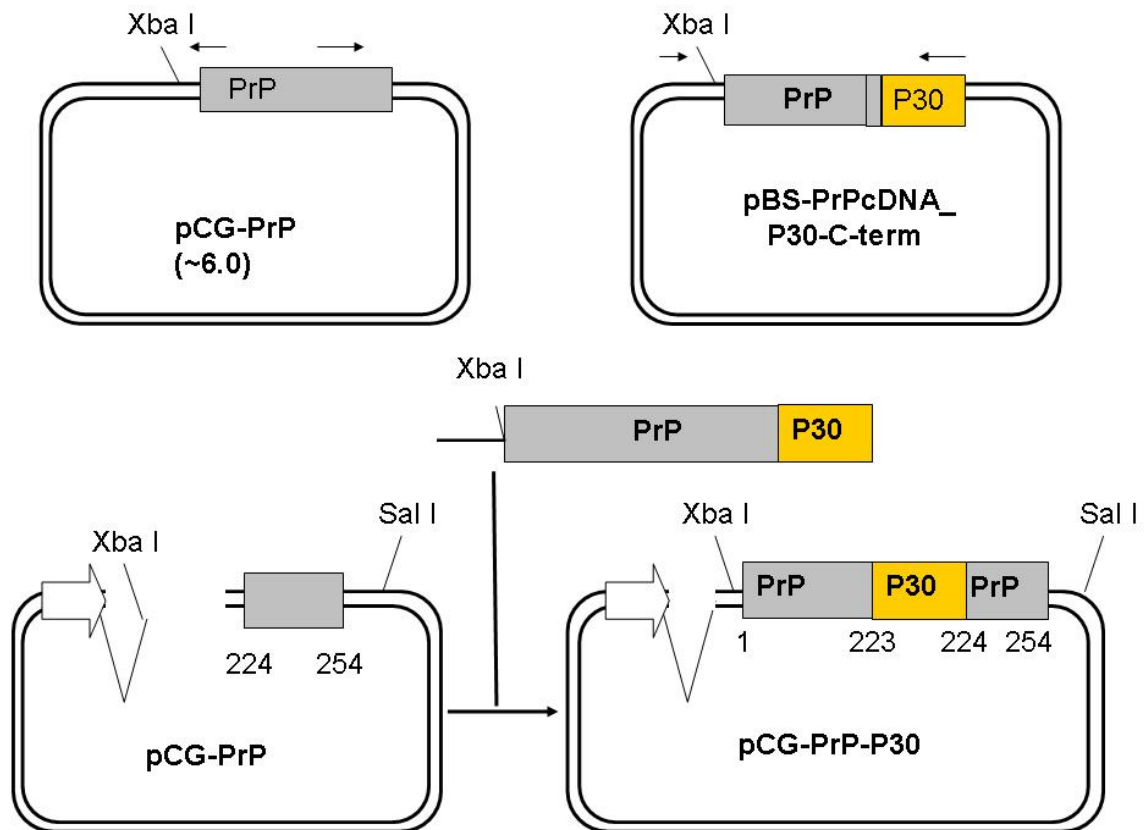 Xba I
PrP
pCG-PrP
(~6.0)
Xba I
PrP
P30
pBS-PrPcDNA_
P30-C-term
Xba I
PrP
P30
Xba I
Sal I
224
254
pCG-PrP
Xba I
Sal I
PrP
P30
PrP
1
223
224
254
pCG-PrP-P30